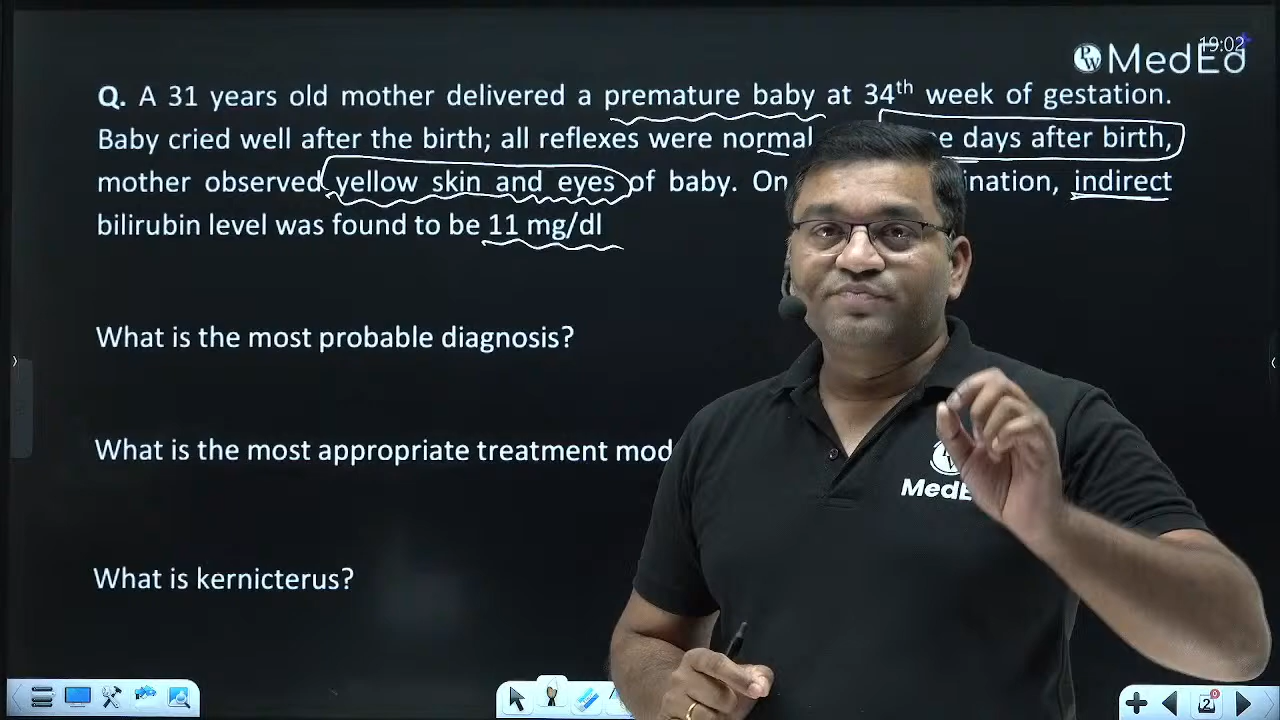 19:02
PW MedEd
Q. A 31 years old mother delivered a premature baby at 34th week of gestation.
Baby cried well after the birth; all reflexes were normal days after birth,
mother observed yellow skin and eyes of baby. On indirect
bilirubin level was found to be 11 mg/dl
What is the most probable diagnosis?
What is the most appropriate treatment
What is kernicterus?
MedE
2